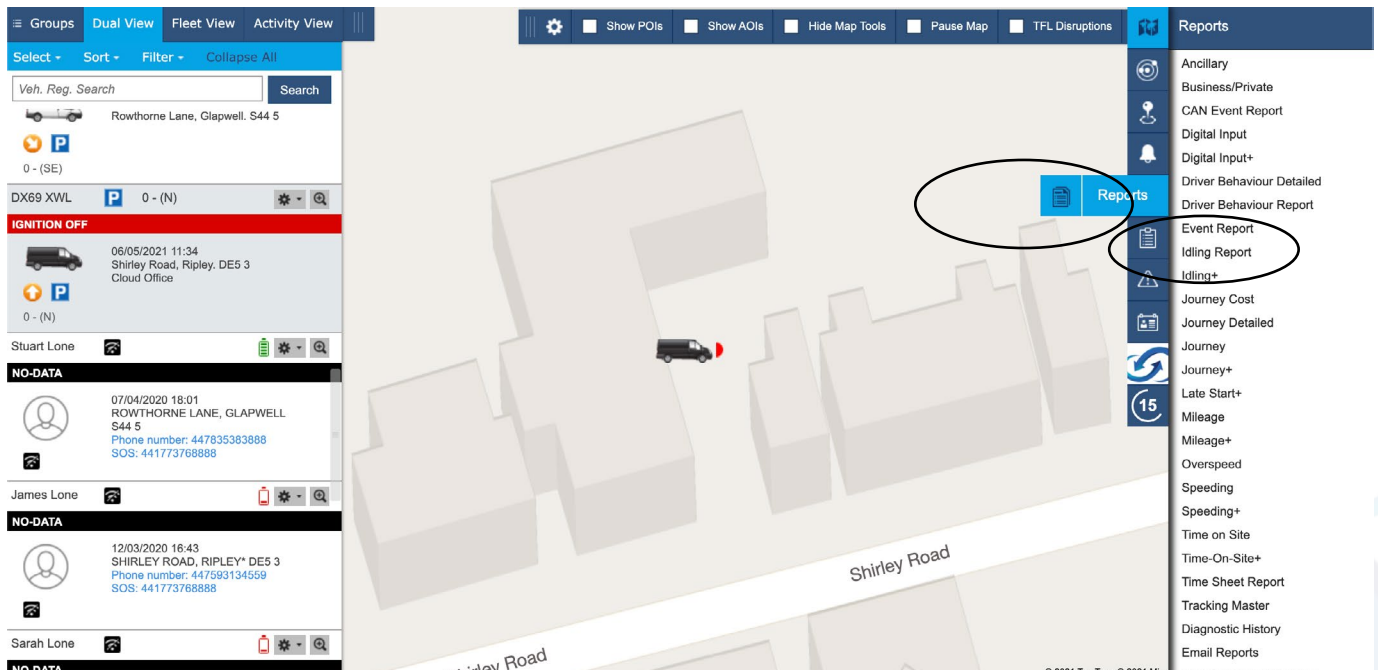 Groups
Dual View
Fleet View
Activity View
Show POIs
Show AOIs
Hide Map Tools
Pause Map
TFL Disruptions
Reports
Select
Sort
Filter
Collapse All
Veh. Reg. Search
Search
Rowthorne Lane, Glapwell. S44 5
P
0 - (SE)
DX69 XWL
P
0 - (N)
IGNITION OFF
06/05/2021 11:34
Shirley Road, Ripley. DE5 3
Cloud Office
P
0 - (N)
Stuart Lone
NO-DATA
07/04/2020 18:01
ROWTHORNE LANE, GLAPWELL
S44 5
Phone number: 447835383888
SOS: 441773768888
James Lone
NO-DATA
12/03/2020 16:43
SHIRLEY ROAD, RIPLEY* DE5 3
Phone number: 447593134559
SOS: 441773768888
Sarah Lone
NO-DATA
Shirley Road
Reports
15
Ancillary
Business/Private
CAN Event Report
Digital Input
Digital Input+
Driver Behaviour Detailed
Driver Behaviour Report
Event Report
Idling Report
Idling+
Journey Cost
Journey Detailed
Journey
Journey+
Late Start+
Mileage
Mileage+
Overspeed
Speeding
Speeding+
Time on Site
Time-On-Site+
Time Sheet Report
Tracking Master
Diagnostic History
Email Reports